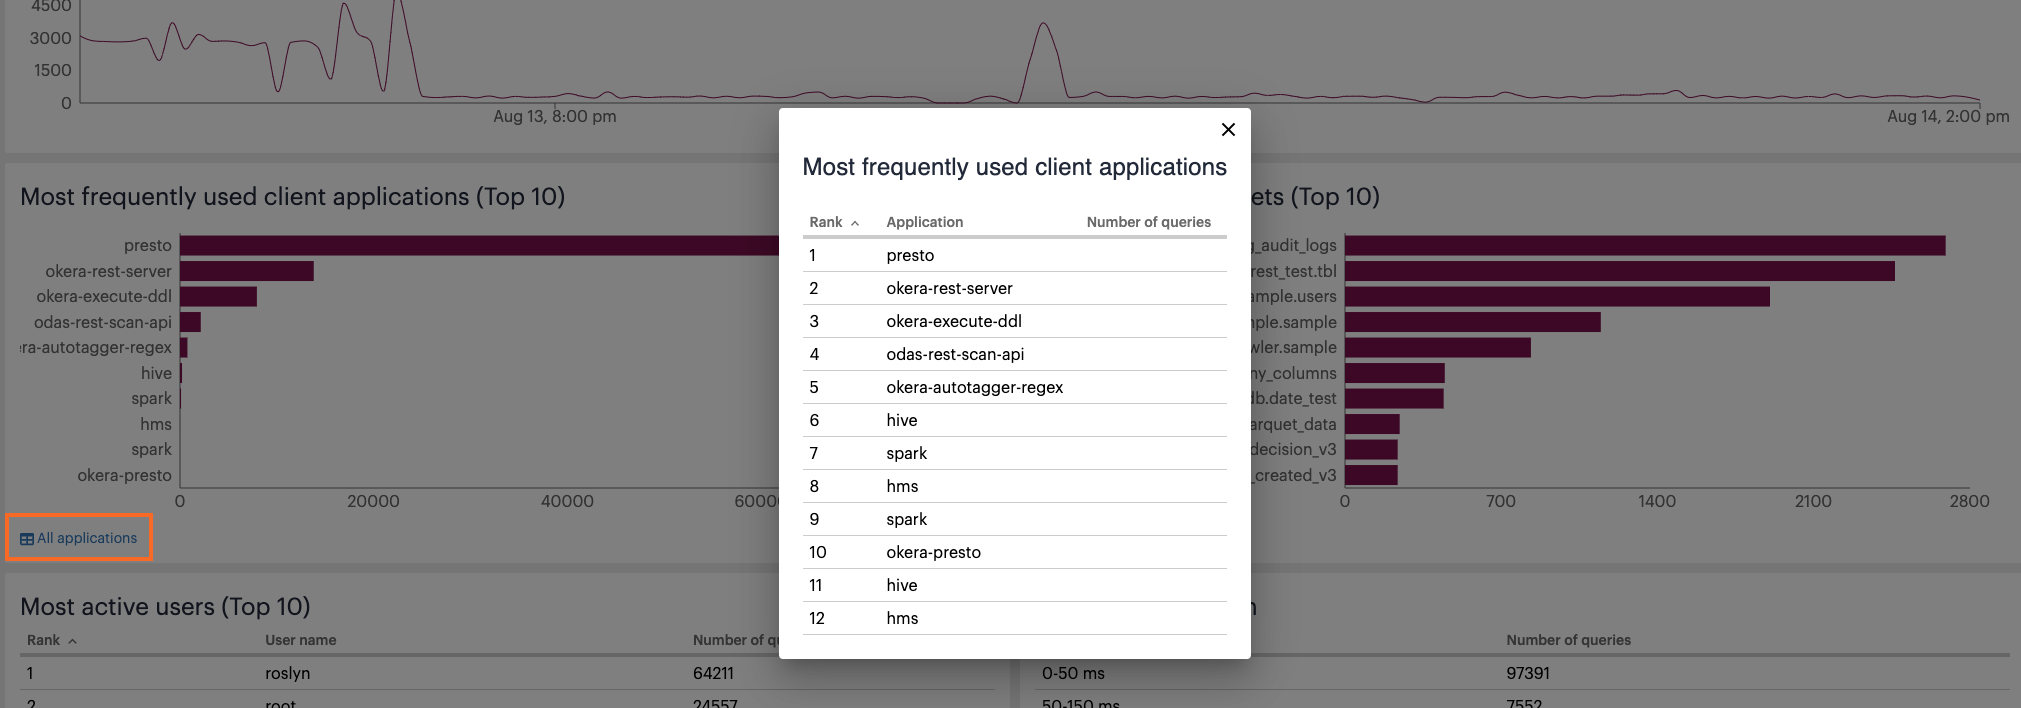 4500
3000
1500
0
Aug 13, 8:00 pm
Aug 14, 2:00 pm
Most frequently used client applications (Top 10)
presto
okera-rest-server
okera-execute-ddl
odas-rest-scan-api
ra-autotagger-regex
hive
spark
hms
spark
okera-presto
0
20000
40000
6000
All applications
Most frequently used client applications
Rank
Application
Number of queries
1
presto
2
okera-rest-server
3
okera-execute-ddl
4
odas-rest-scan-api
5
okera-autotagger-regex
6
hive
7
spark
8
hms
9
spark
10
okera-presto
11
hive
12
hms
ets (Top 10)
g_audit_logs
rest_test.tbl
ample.users
nple.sample
wler.sample
ny_columns
db.date_test
arquet_data
decision_v3
_created_v3
0
700
1400
2100
2800
Most active users (Top 10)
Rank
User name
Number of qu
1
roslyn
64211
2
root
24557
n
Number of queries
0-50 ms
97391
50-150 ms
7552